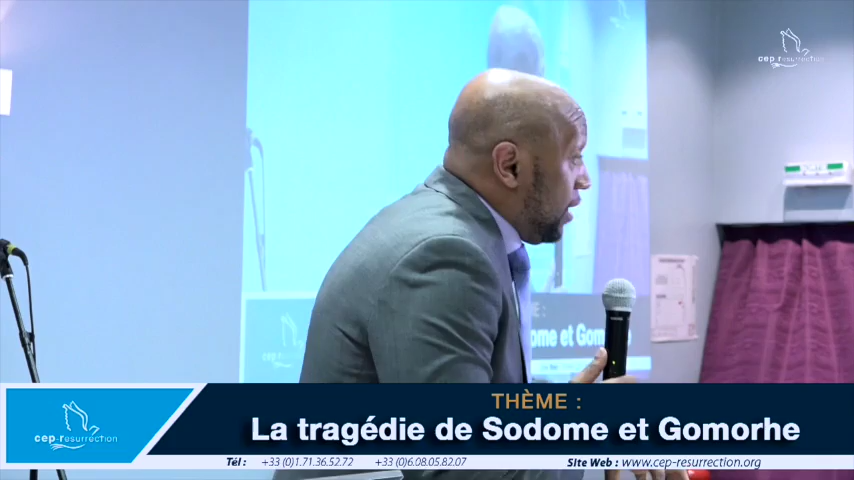 cep-resurrection
THÈME :
La tragédie de Sodome et Gomorhe
cep-resurrection
Tél : +33 (0)1.71.36.52.72 +33 (0)6.08.05.82.07 Site Web : www.cep-resurrection.org